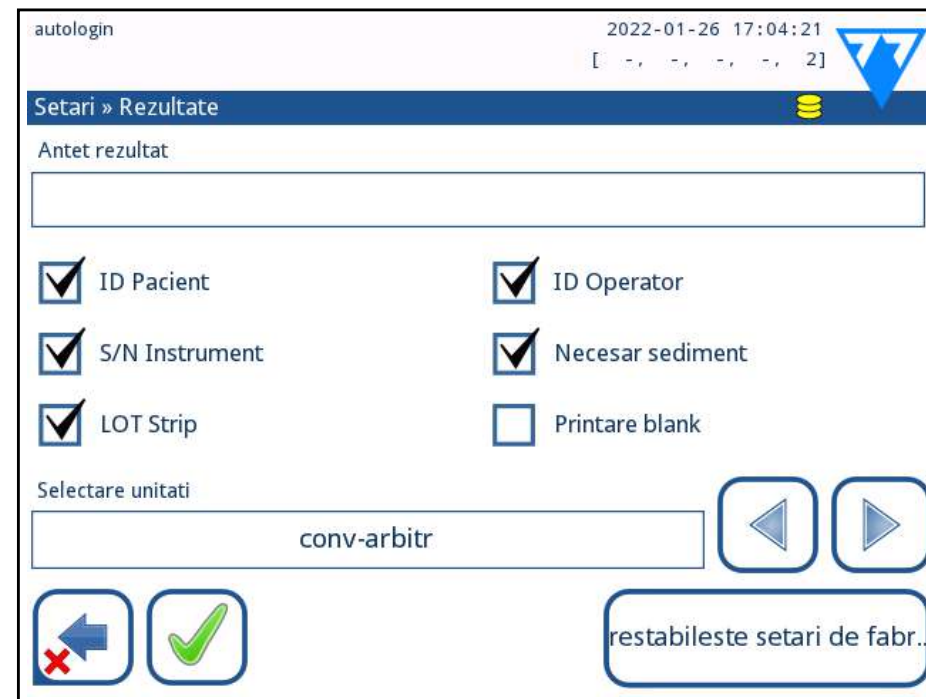 autologin
2022-01-26 17:04:21
[ -, -, -, -, 2]
Setari » Rezultate
Antet rezultat
ID Pacient
ID Operator
S/N Instrument
Necesar sediment
LOT Strip
Printare blank
Selectare unitati
conv-arbitr
restabileste setari de fabr..